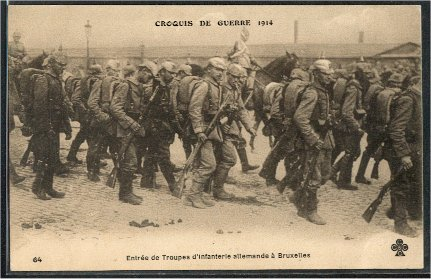 CROQUIS DE GUERRE 1914
64
Entrée de Troupes d'infanterie allemande à Bruxelles